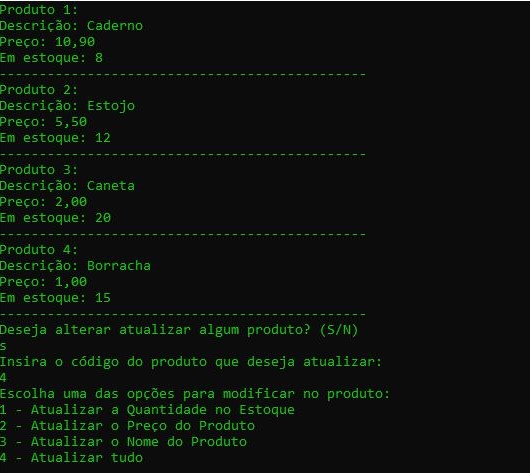 Produto 1:
Descrição: Caderno
Preço: 10,90
Em estoque: 8
----------------------------------------------
Produto 2:
Descrição: Estojo
Preço: 5,50
Em estoque: 12
----------------------------------------------
Produto 3:
Descrição: Caneta
Preço: 2,00
Em estoque: 20
----------------------------------------------
Produto 4:
Descrição: Borracha
Preço: 1,00
Em estoque: 15
----------------------------------------------
Deseja alterar atualizar algum produto? (S/N)
s
Insira o código do produto que deseja atualizar:
4
Escolha uma das opções para modificar no produto:
1 - Atualizar a Quantidade no Estoque
2 - Atualizar o Preço do Produto
3 - Atualizar o Nome do Produto
4 - Atualizar tudo